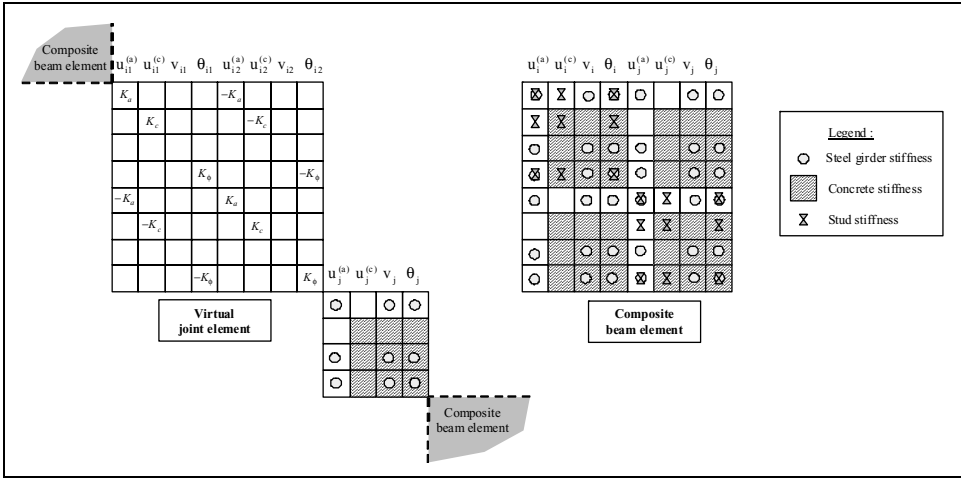 Composite
beam element
u_{i1}^{(a)} u_{i1}^{(c)} v_{i1} θ_{i1} u_{i2}^{(a)} u_{i2}^{(c)} v_{i2} θ_{i2}
K_a -K_a
K_c -K_c
K_ϕ -K_ϕ
-K_a K_a
-K_c K_c
-K_ϕ K_ϕ
Virtual
joint element
u_j^{(a)} u_j^{(c)} v_j θ_j
Composite
beam element
u_i^{(a)} u_i^{(c)} v_i θ_i u_j^{(a)} u_j^{(c)} v_j θ_j
Composite
beam element
Legend :
Steel girder stiffness
Concrete stiffness
Stud stiffness